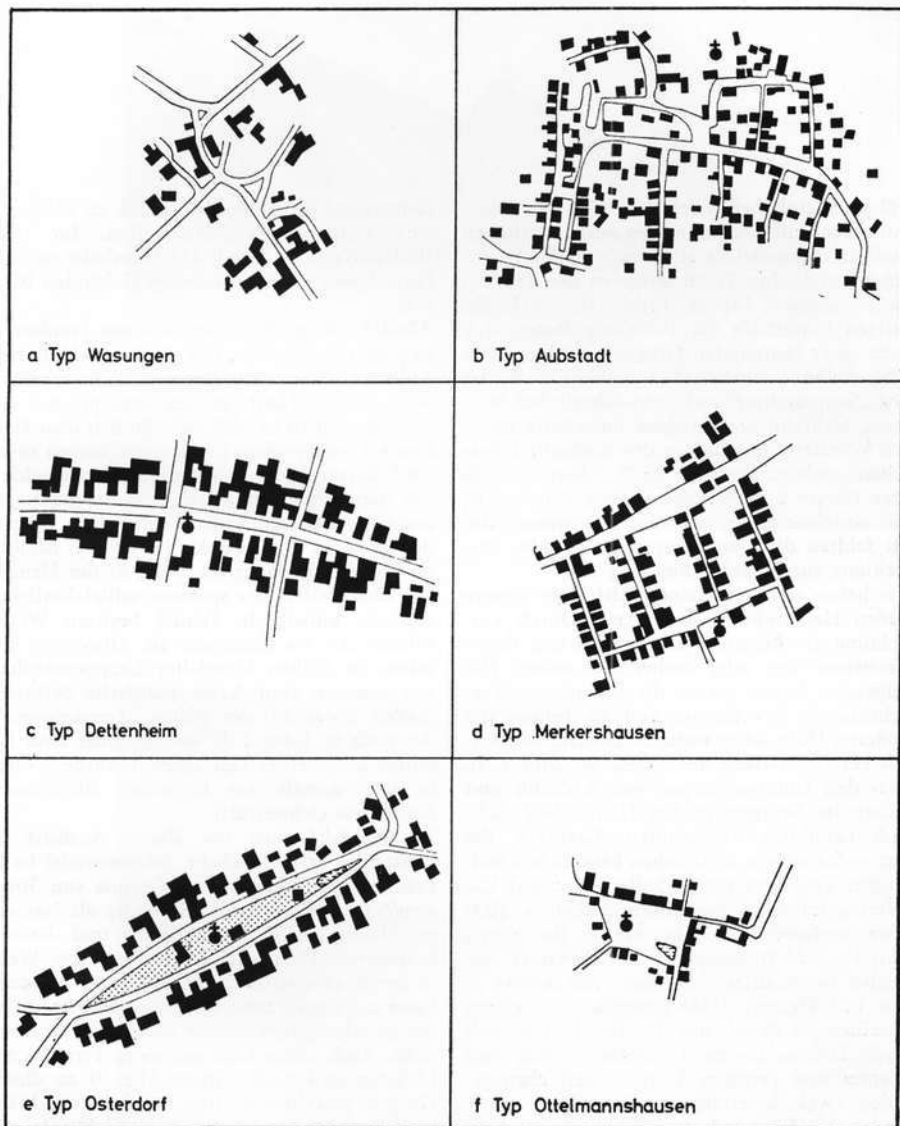 a Typ Wasungen
b Typ Aubstadt
c Typ Dettenheim
d Typ Merkershausen
e Typ Osterdorf
f Typ Ottelmannshausen